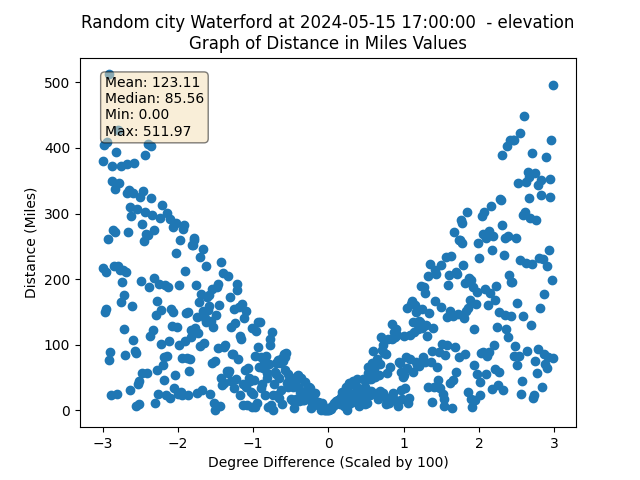 Random city Waterford at 2024-05-15 17:00:00  - elevation
Graph of Distance in Miles Values
Mean: 123.11
Median: 85.56
Min: 0.00
Max: 511.97
500
400
300
200
100
0
Distance (Miles)
−3 −2 −1 0 1 2 3
Degree Difference (Scaled by 100)